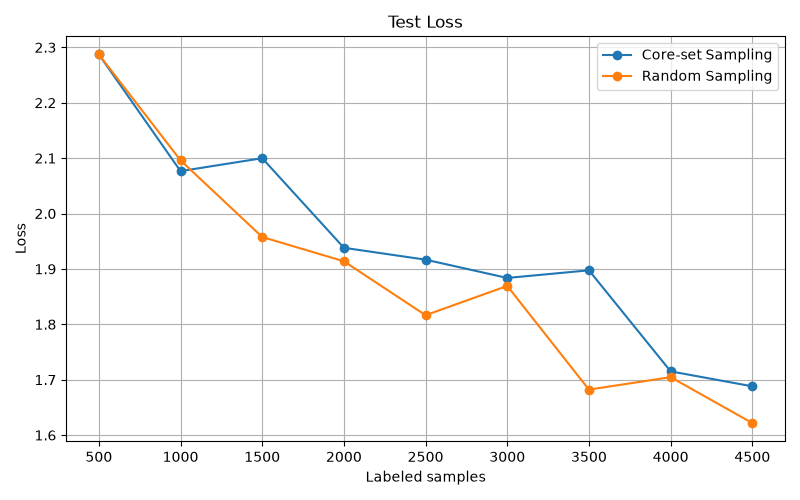 Test Loss
Core-set Sampling
Random Sampling
Loss
2.3
2.2
2.1
2.0
1.9
1.8
1.7
1.6
500 1000 1500 2000 2500 3000 3500 4000 4500
Labeled samples